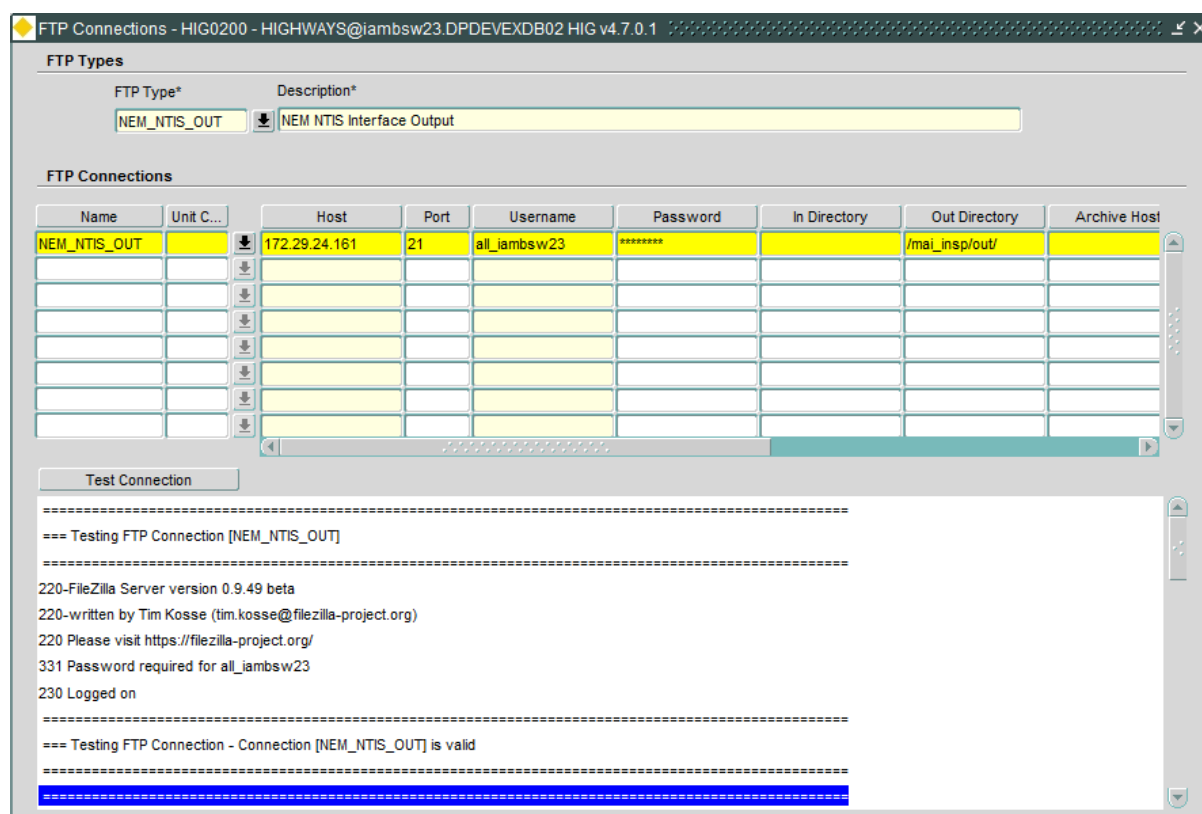 FTP Connections - HIG0200 - HIGHWAYS@iambsw23.DPDEVEXDB02 HIG v4.7.0.1
FTP Types
FTP Type* Description*
NEM_NTIS_OUT NEM NTIS Interface Output
FTP Connections
Name Unit C... Host Port Username Password In Directory Out Directory Archive Host
NEM_NTIS_OUT 172.29.24.161 21 all_iambsw23 ******** /mai_insp/out/
Test Connection
==========================================================================================
=== Testing FTP Connection [NEM_NTIS_OUT]
==========================================================================================
220-FileZilla Server version 0.9.49 beta
220-written by Tim Kosse (tim.kosse@filezilla-project.org)
220 Please visit https://filezilla-project.org/
331 Password required for all_iambsw23
230 Logged on
==========================================================================================
=== Testing FTP Connection - Connection [NEM_NTIS_OUT] is valid
==========================================================================================
==========================================================================================